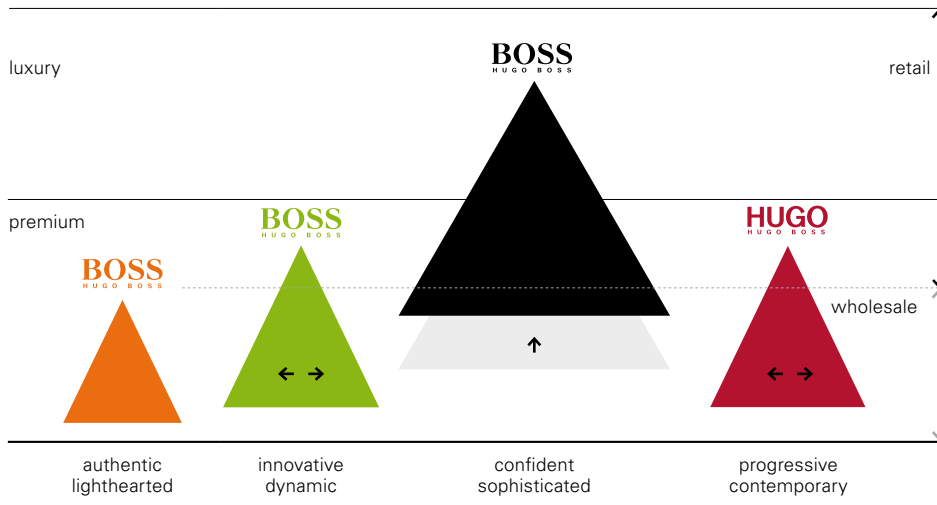 BOSS
HUGO BOSS
luxury
retail
premium
BOSS
HUGO BOSS
HUGO
HUGO BOSS
BOSS
HUGO BOSS
wholesale
authentic
lighthearted
innovative
dynamic
confident
sophisticated
progressive
contemporary